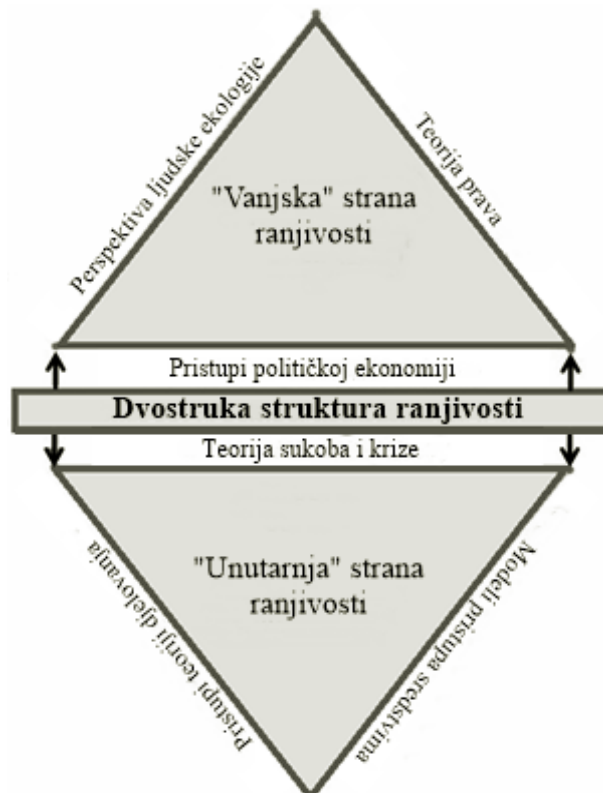 Perspektiva ljudske ekologije
Teorija prava
"Vanjska" strana
ranjivosti
Pristupi političkoj ekonomiji
Dvostruka struktura ranjivosti
Teorija sukoba i krize
"Unutarnja" strana
ranjivosti
Pristupi teoriji djelovanja
Modeli pristupa sredstvima